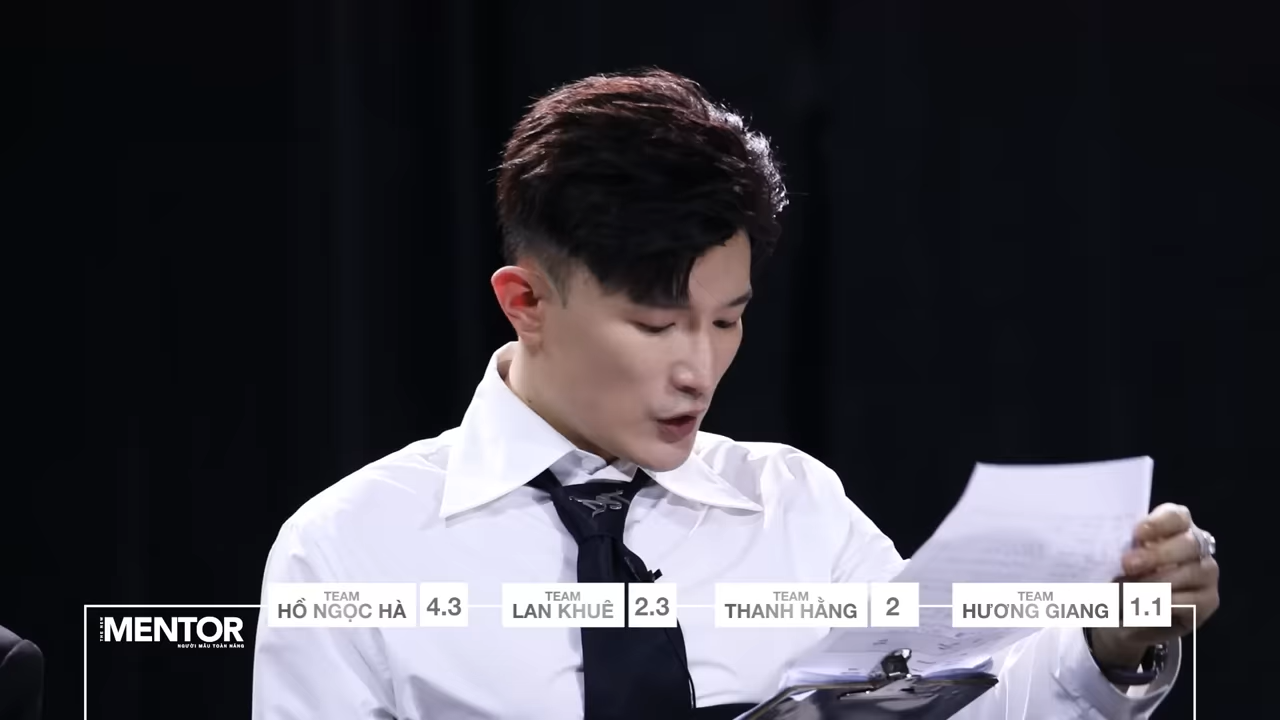 TEAM
HỒ NGỌC HÀ
4.3
TEAM
LAN KHUÊ
2.3
TEAM
THANH HẰNG
2
TEAM
HƯƠNG GIANG
1.1
THE NEW
MENTOR
NGƯỜI MẪU TOÀN NĂNG